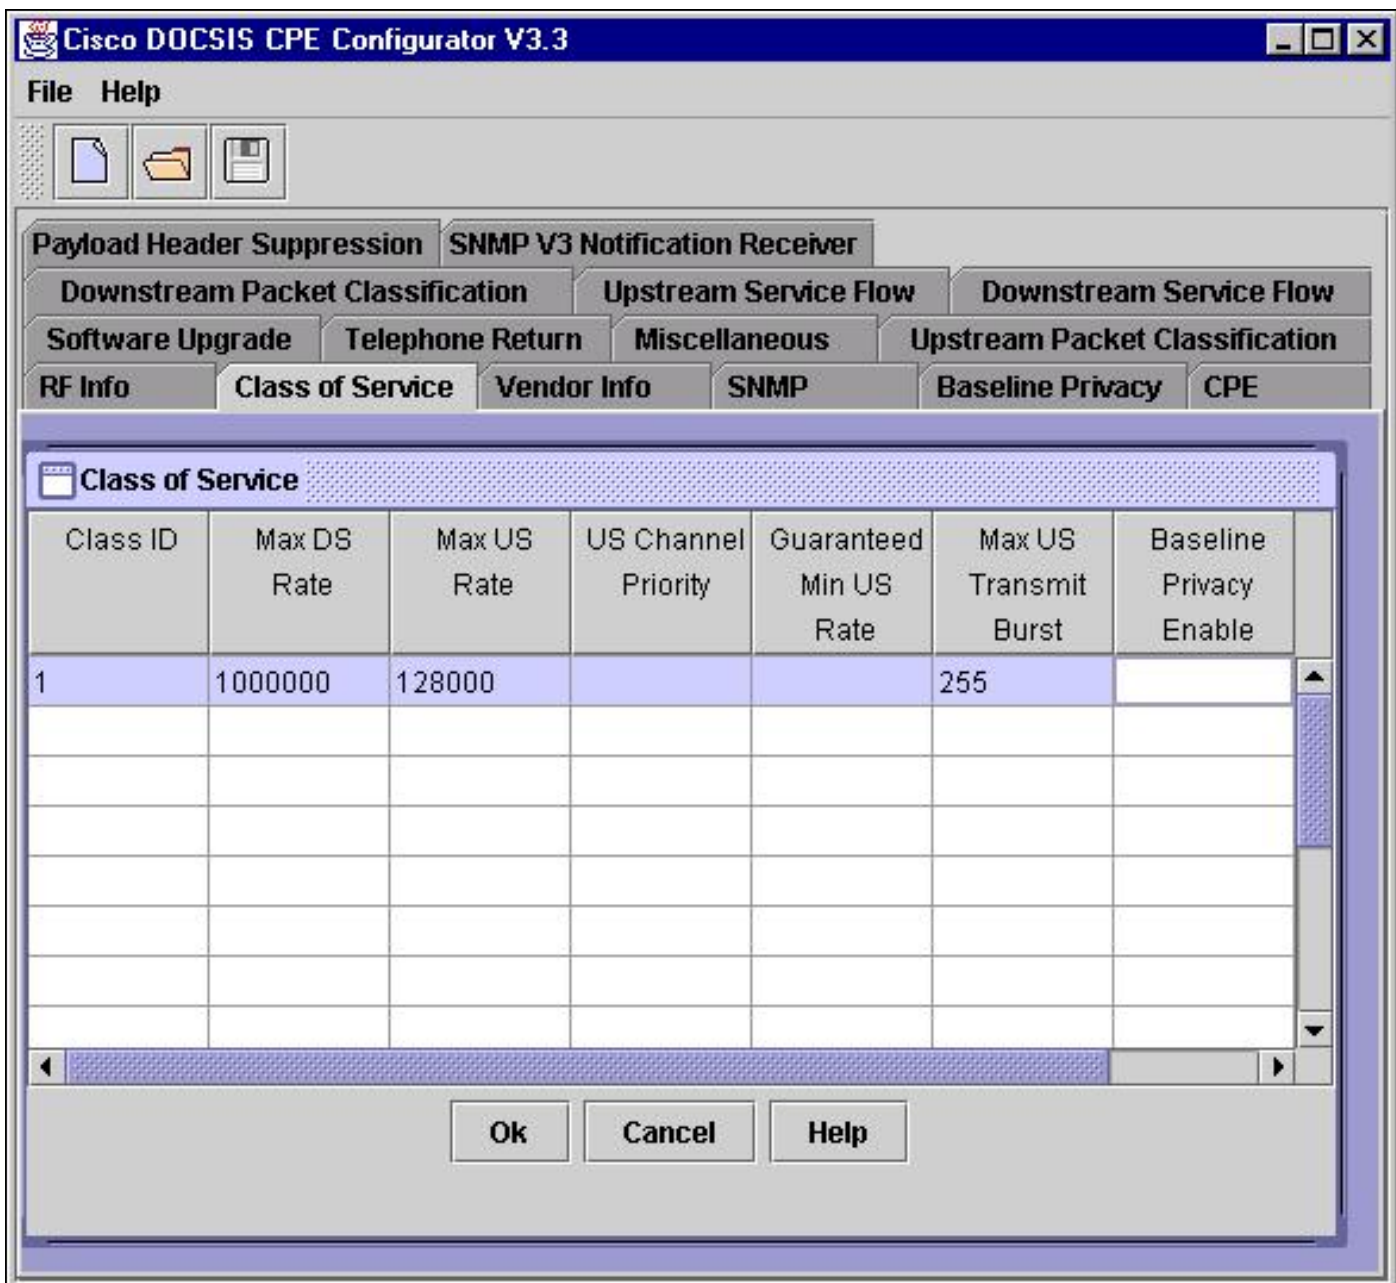 Cisco DOCSIS CPE Configurator V3.3
File Help
Payload Header Suppression SNMP V3 Notification Receiver
Downstream Packet Classification Upstream Service Flow Downstream Service Flow
Software Upgrade Telephone Return Miscellaneous Upstream Packet Classification
RF Info Class of Service Vendor Info SNMP Baseline Privacy CPE
Class of Service
Class ID Max DS Max US US Channel Guaranteed Max US Baseline
Rate Rate Priority Min US Transmit Privacy
Rate Burst Enable
1 1000000 128000 255
Ok Cancel Help